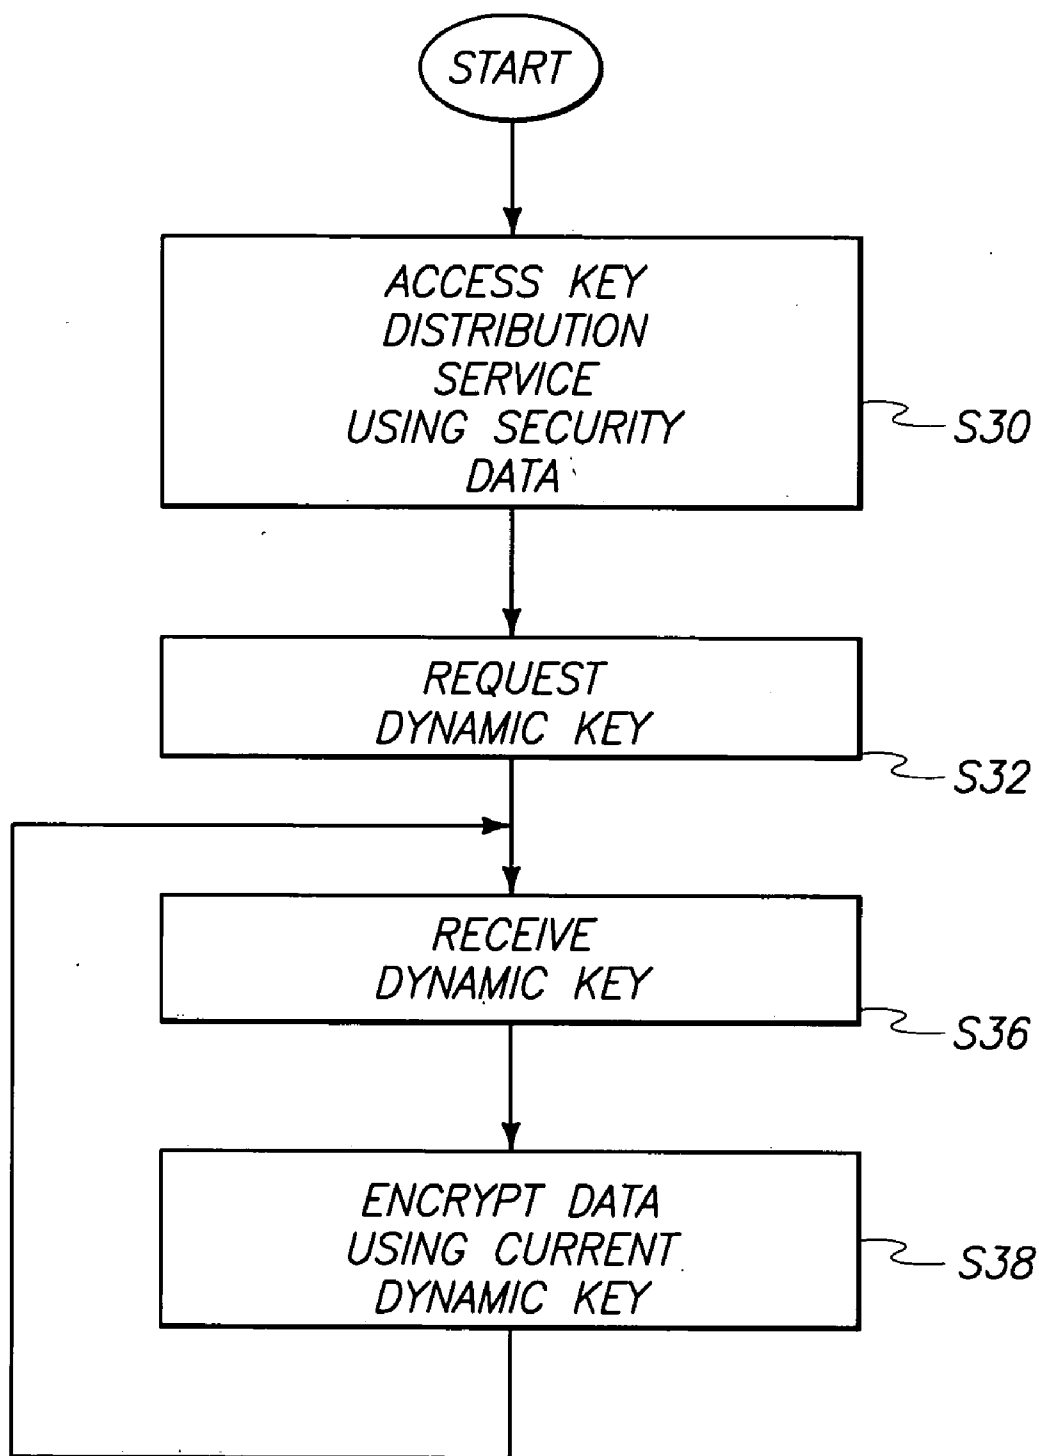 START
ACCESS KEY
DISTRIBUTION
SERVICE
USING SECURITY
DATA
S30
REQUEST
DYNAMIC KEY
S32
RECEIVE
DYNAMIC KEY
S36
ENCRYPT DATA
USING CURRENT
DYNAMIC KEY
S38